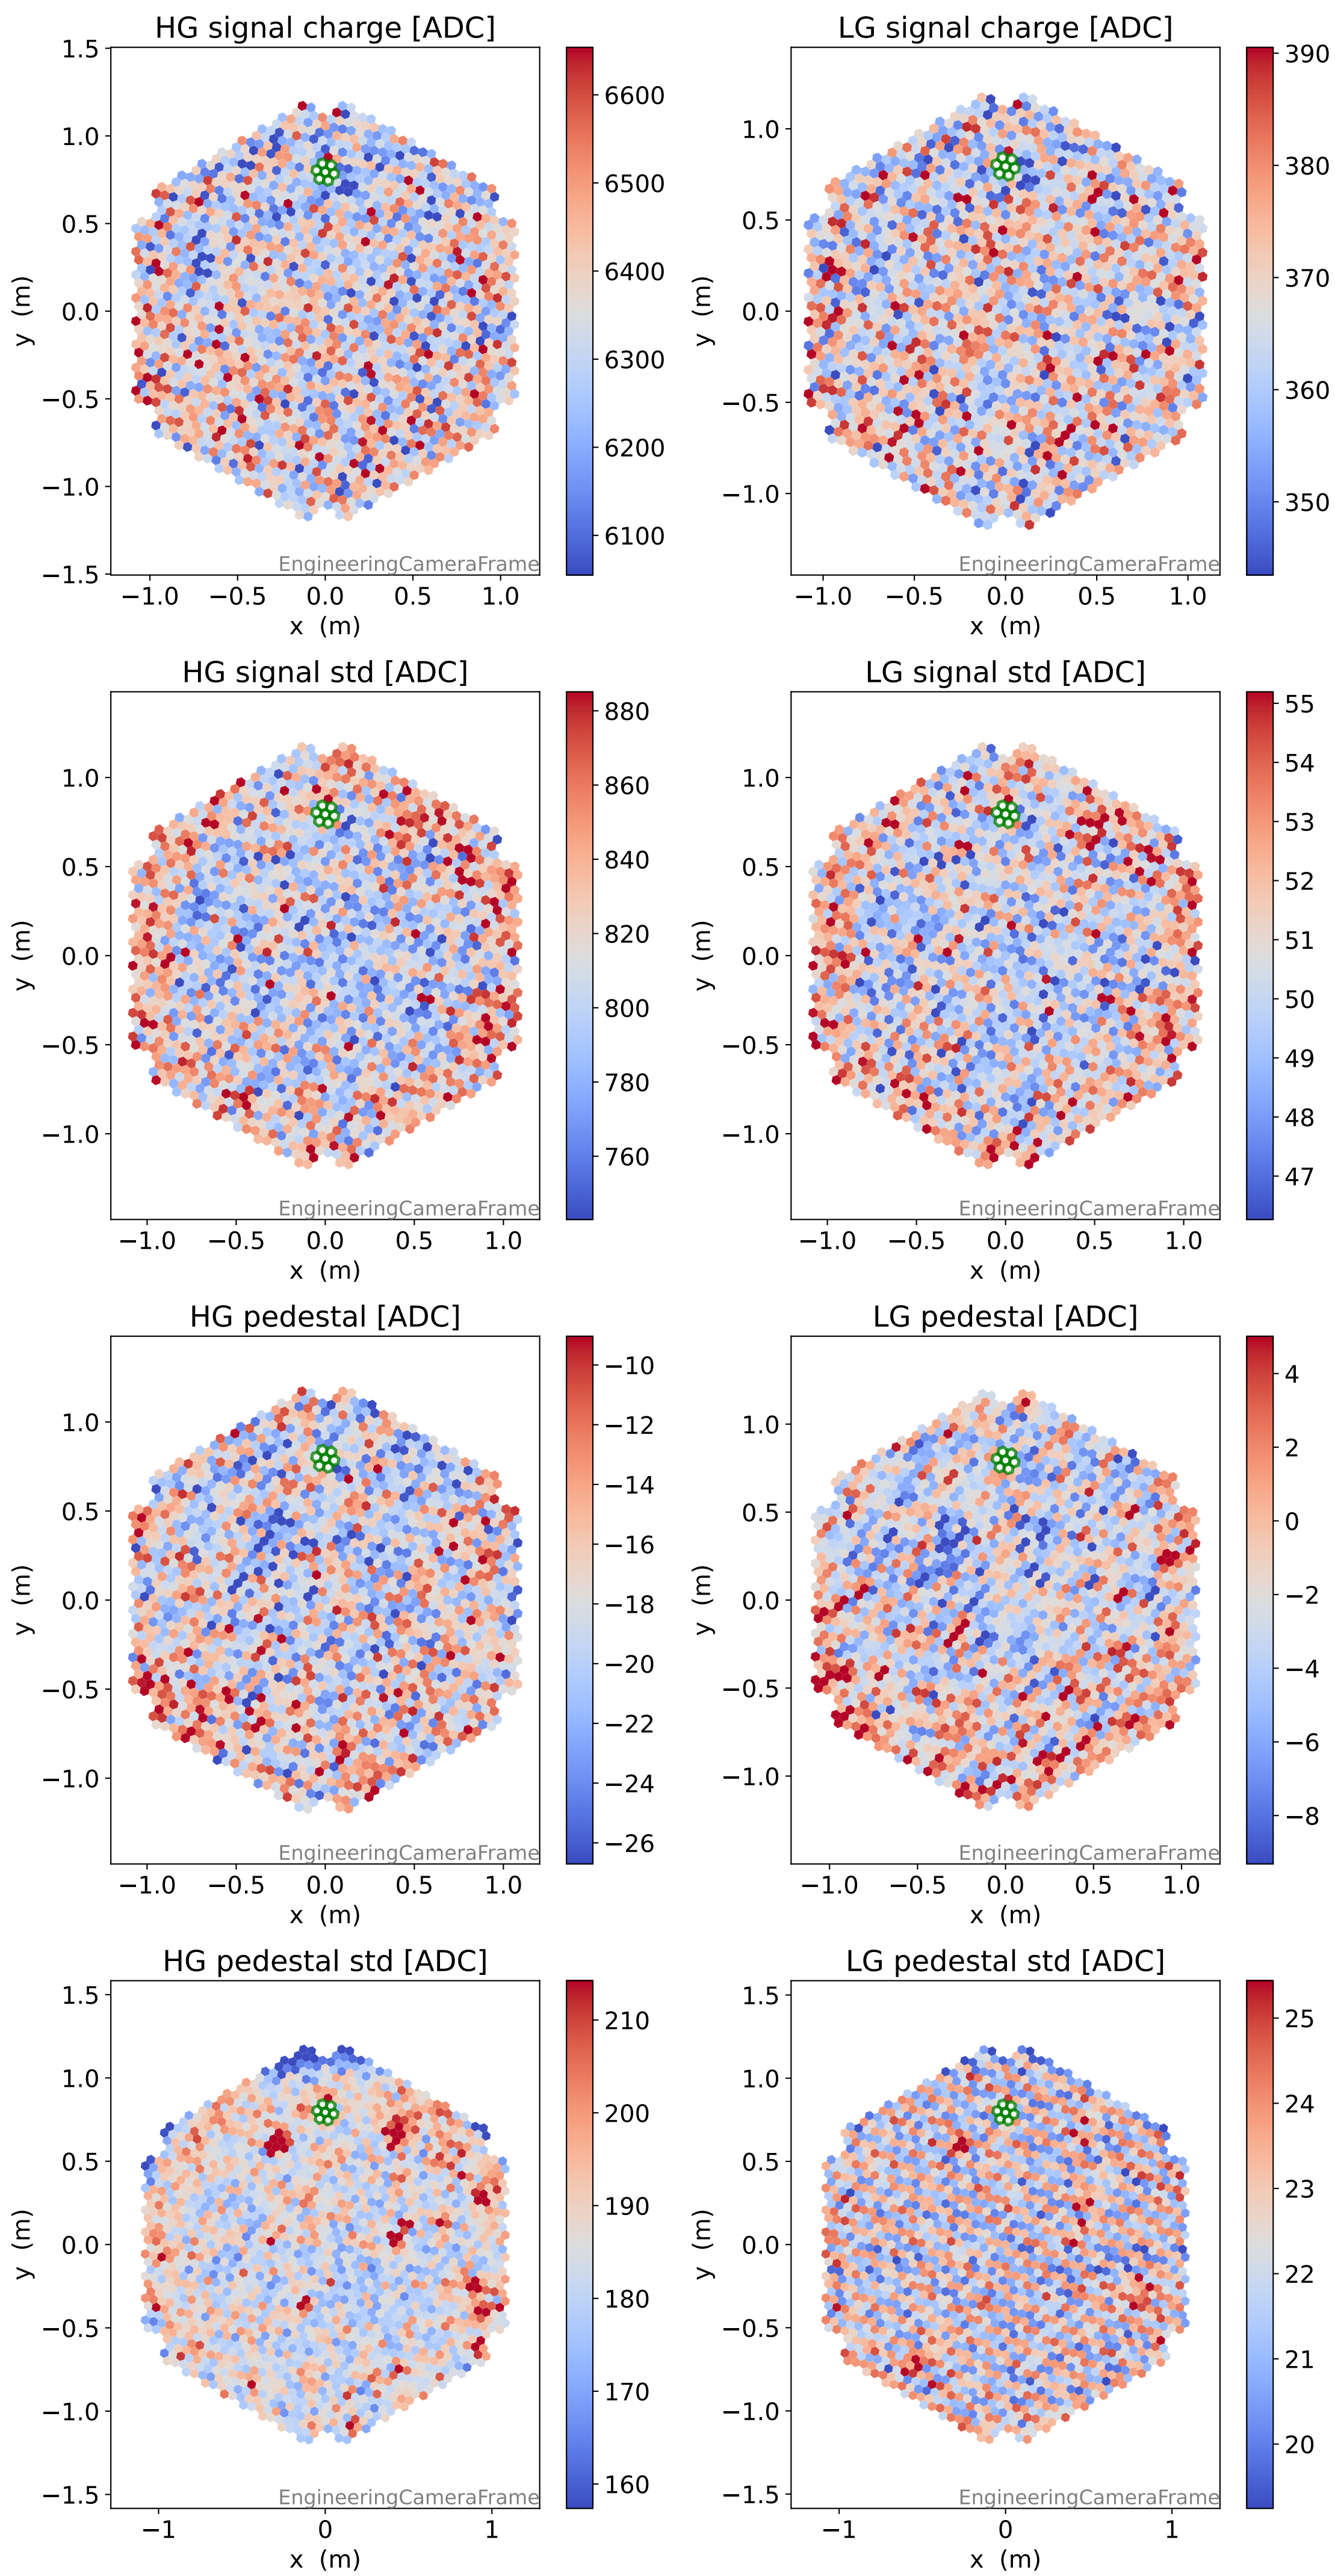 HG signal charge [ADC]
LG signal charge [ADC]
1.5
1.0
0.5
0.0
−0.5
−1.0
−1.5
y (m)
−1.0 −0.5 0.0 0.5 1.0
x (m)
EngineeringCameraFrame
6600
6500
6400
6300
6200
6100
1.0
0.5
0.0
−0.5
−1.0
y (m)
−1.0 −0.5 0.0 0.5 1.0
x (m)
EngineeringCameraFrame
390
380
370
360
350
HG signal std [ADC]
LG signal std [ADC]
1.0
0.5
0.0
−0.5
−1.0
y (m)
−1.0 −0.5 0.0 0.5 1.0
x (m)
EngineeringCameraFrame
880
860
840
820
800
780
760
1.0
0.5
0.0
−0.5
−1.0
y (m)
−1.0 −0.5 0.0 0.5 1.0
x (m)
EngineeringCameraFrame
55
54
53
52
51
50
49
48
47
HG pedestal [ADC]
LG pedestal [ADC]
1.0
0.5
0.0
−0.5
−1.0
y (m)
−1.0 −0.5 0.0 0.5 1.0
x (m)
EngineeringCameraFrame
−10
−12
−14
−16
−18
−20
−22
−24
−26
1.0
0.5
0.0
−0.5
−1.0
y (m)
−1.0 −0.5 0.0 0.5 1.0
x (m)
EngineeringCameraFrame
4
2
0
−2
−4
−6
−8
HG pedestal std [ADC]
LG pedestal std [ADC]
1.5
1.0
0.5
0.0
−0.5
−1.0
−1.5
y (m)
−1 0 1
x (m)
EngineeringCameraFrame
210
200
190
180
170
160
1.5
1.0
0.5
0.0
−0.5
−1.0
−1.5
y (m)
−1 0 1
x (m)
EngineeringCameraFrame
25
24
23
22
21
20